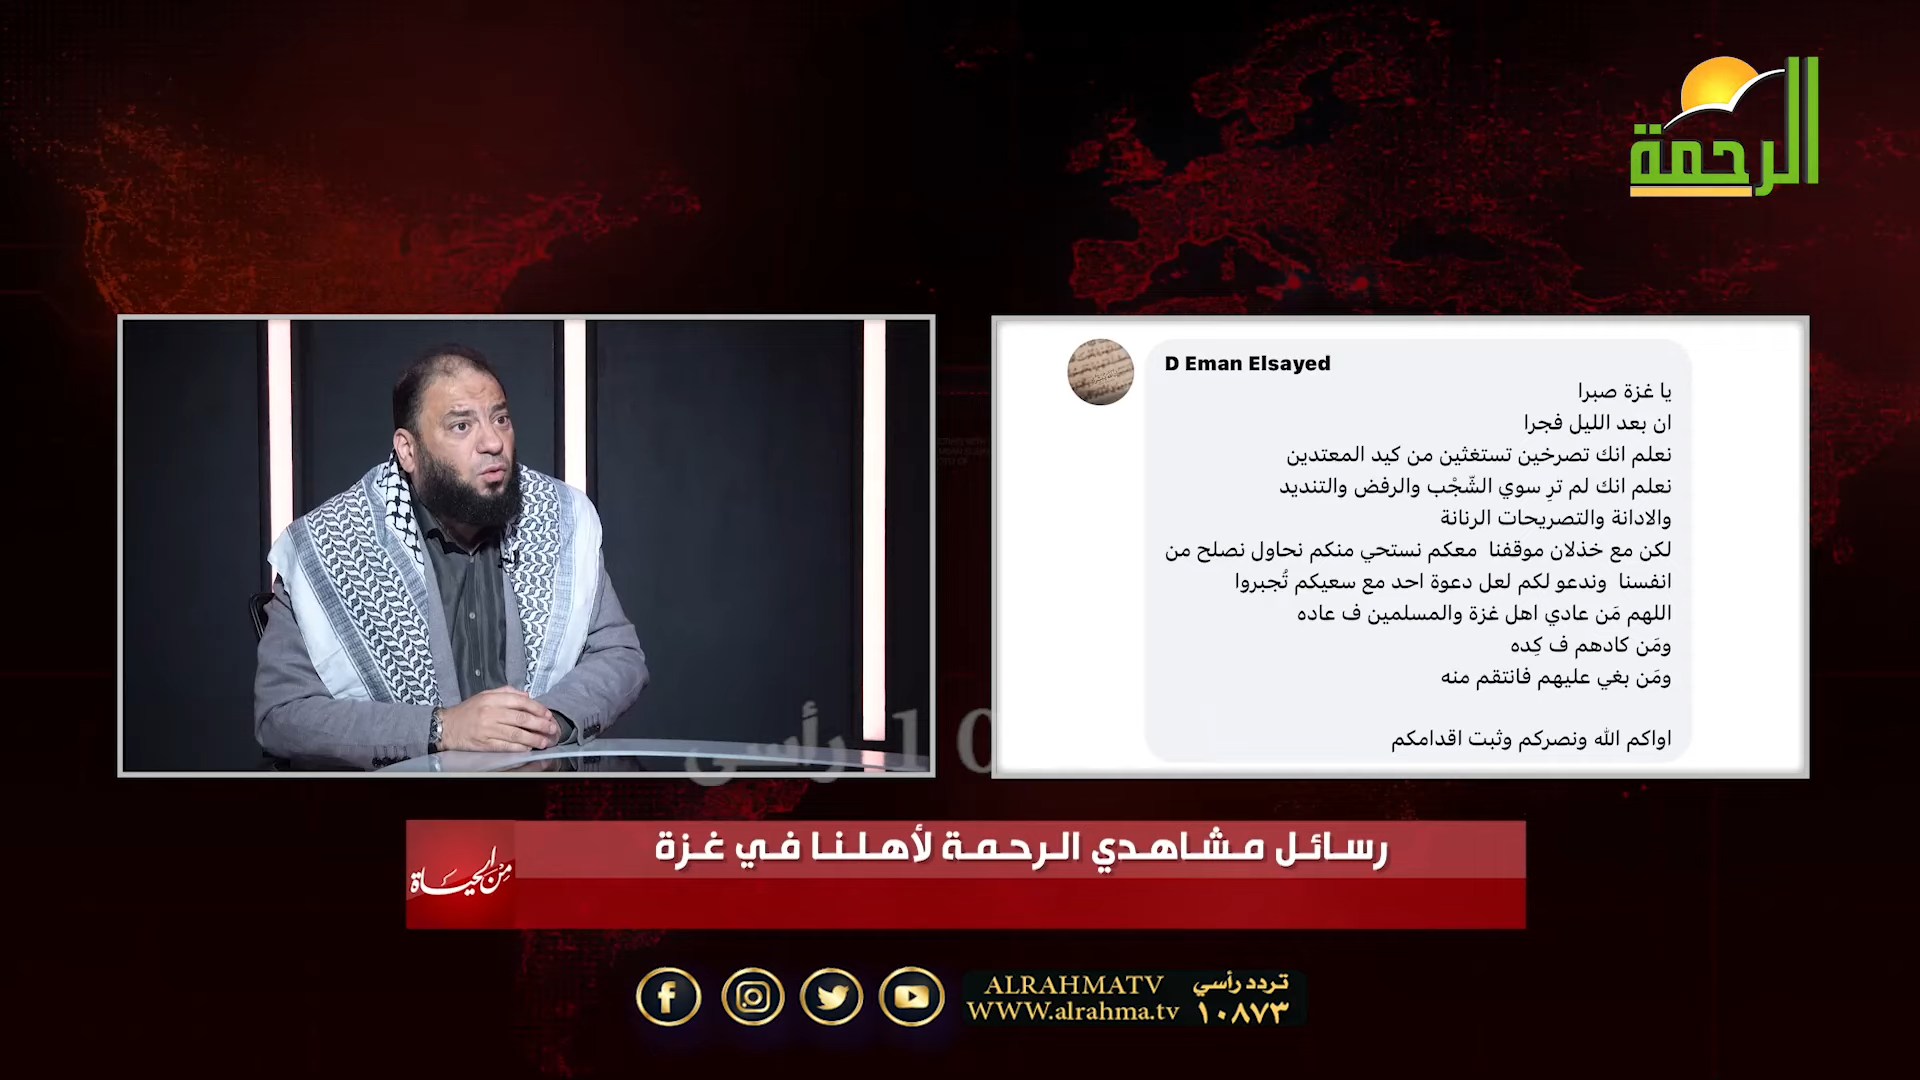 الرحمة
D Eman Elsayed
يا غزة صبرا
ان بعد الليل فجرا
نعلم انك تصرخين تستغثين من كيد المعتدين
نعلم انك لم ترِ سوي الشّجْب والرفض والتنديد
والادانة والتصريحات الرنانة
لكن مع خذلان موقفنا معكم نستحي منكم نحاول نصلح من
انفسنا وندعو لكم لعل دعوة احد مع سعيكم تُجبروا
اللهم مَن عادي اهل غزة والمسلمين ف عاده
ومَن كادهم ف كِده
ومَن بغي عليهم فانتقم منه
اواكم الله ونصركم وثبت اقدامكم
رأسي 10
رسائل مشاهدي الرحمة لأهلنا في غزة
من الحياة
ALRAHMATV
WWW.alrahma.tv
تردد رأسي
١٠٨٧٣